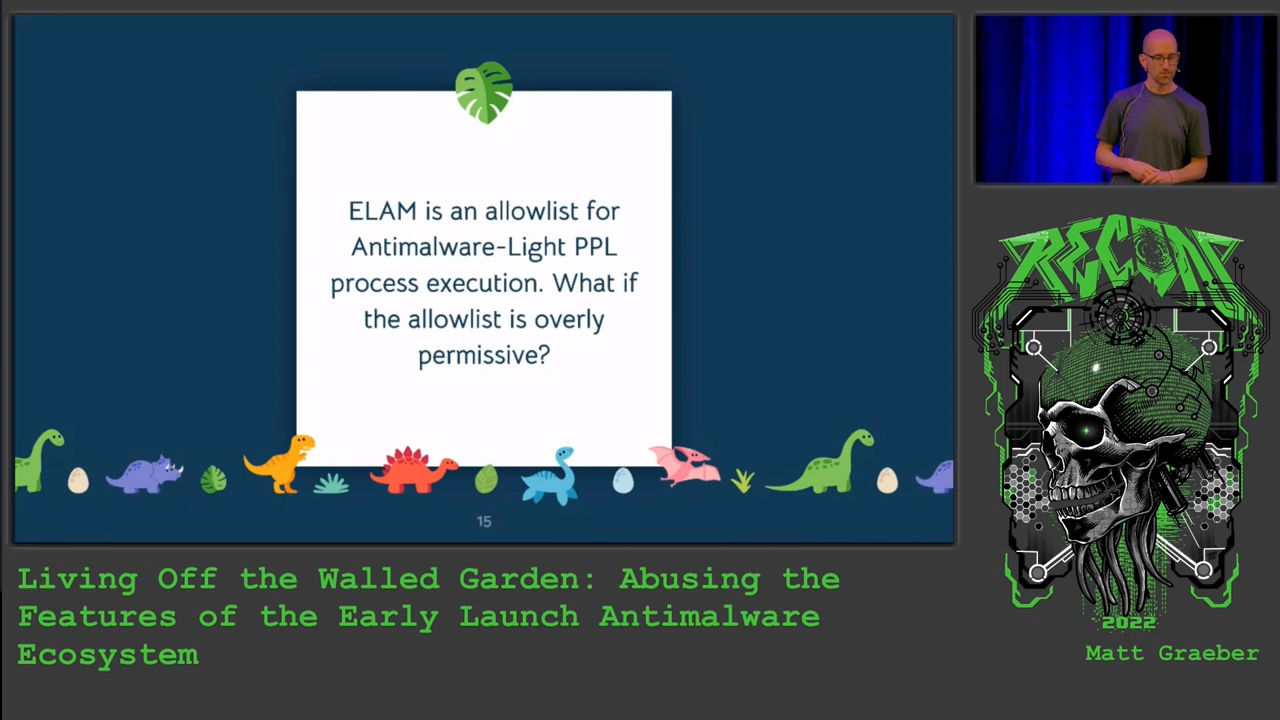 ELAM is an allowlist for
Antimalware-Light PPL
process execution. What if
the allowlist is overly
permissive?
15
RECON
2022
Living Off the Walled Garden: Abusing the
Features of the Early Launch Antimalware
Ecosystem
Matt Graeber